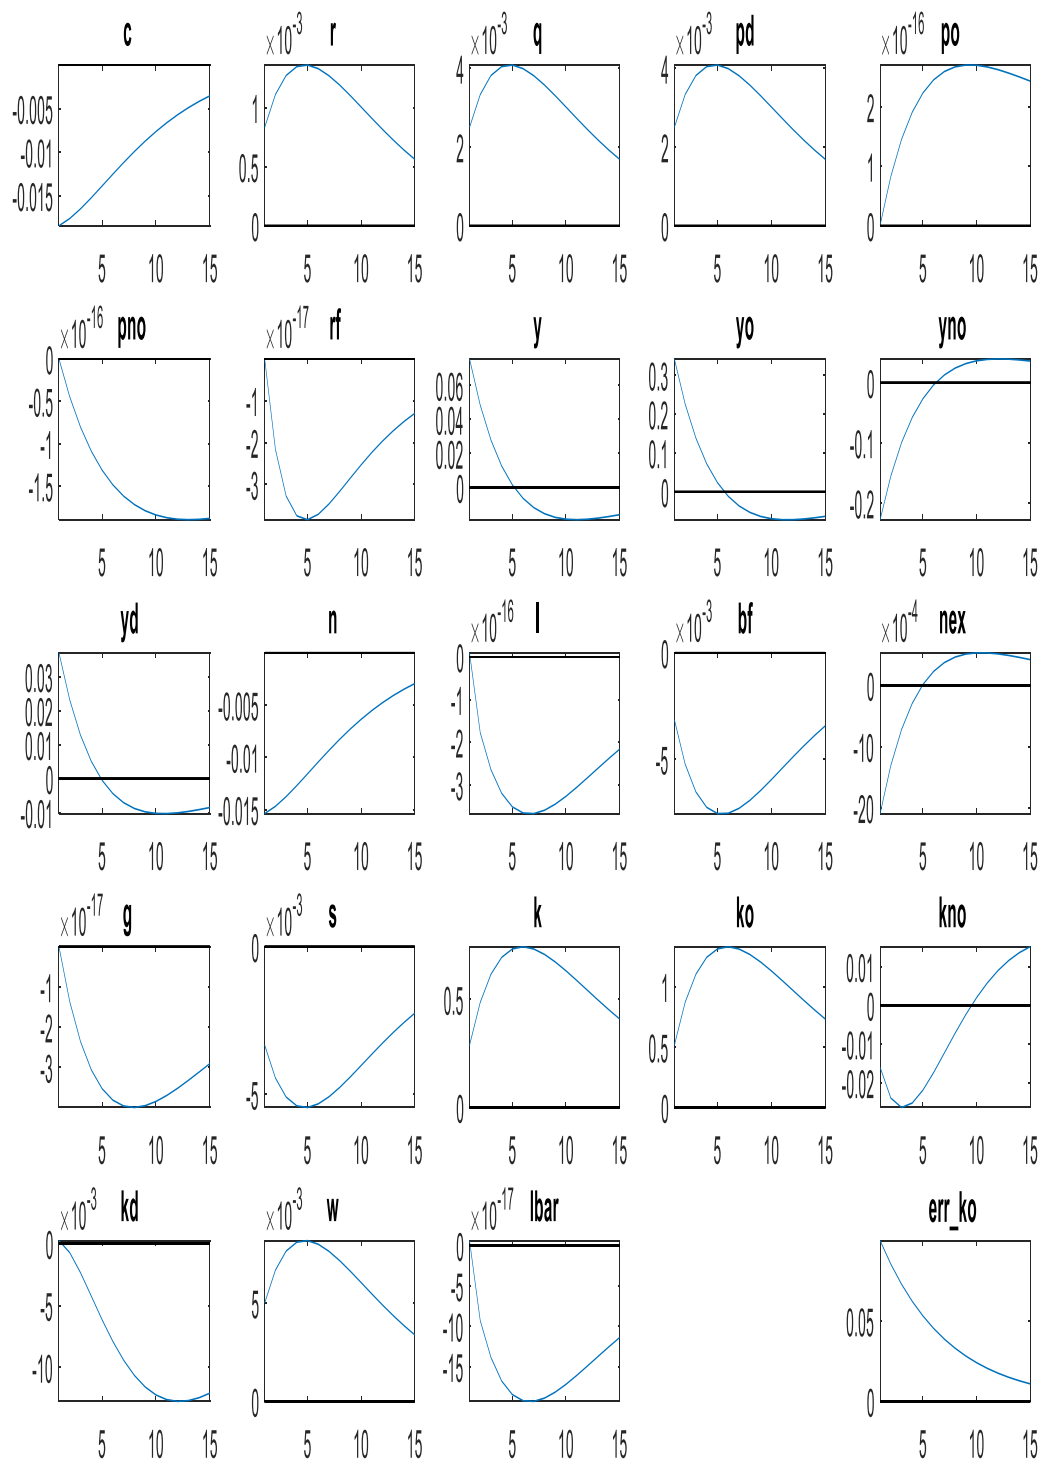 c
-0.005
-0.01
-0.015
5 10 15
×10-3 r
1
0.5
0
5 10 15
×10-3 q
4
2
0
5 10 15
×10-3 pd
4
2
0
5 10 15
×10-16 po
2
1
0
5 10 15
×10-16 pno
0
-0.5
-1
-1.5
5 10 15
×10-17 rf
-1
-2
-3
5 10 15
y
0.06
0.04
0.02
0
5 10 15
yo
0.3
0.2
0.1
0
5 10 15
yno
0
-0.1
-0.2
5 10 15
yd
0.03
0.02
0.01
0
-0.01
5 10 15
n
-0.005
-0.01
-0.015
5 10 15
×10-16 l
0
-1
-2
-3
5 10 15
×10-3 bf
0
-5
5 10 15
×10-4 nex
0
-10
-20
5 10 15
×10-17 g
-1
-2
-3
5 10 15
×10-3 s
0
-5
5 10 15
k
0.5
0
5 10 15
ko
1
0.5
0
5 10 15
kno
0.01
0
-0.01
-0.02
5 10 15
×10-3 kd
0
-5
-10
5 10 15
×10-3 w
5
0
5 10 15
×10-17 lbar
0
-5
-10
-15
5 10 15
err_ko
0.05
0
5 10 15